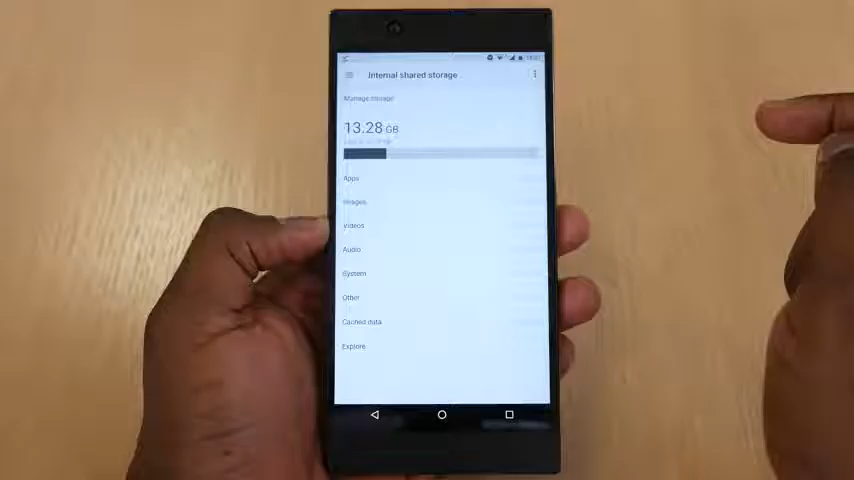 Internal shared storage
Manage storage
13.28 GB
Apps
Images
Videos
Audio
System
Other
Cached data
Explore